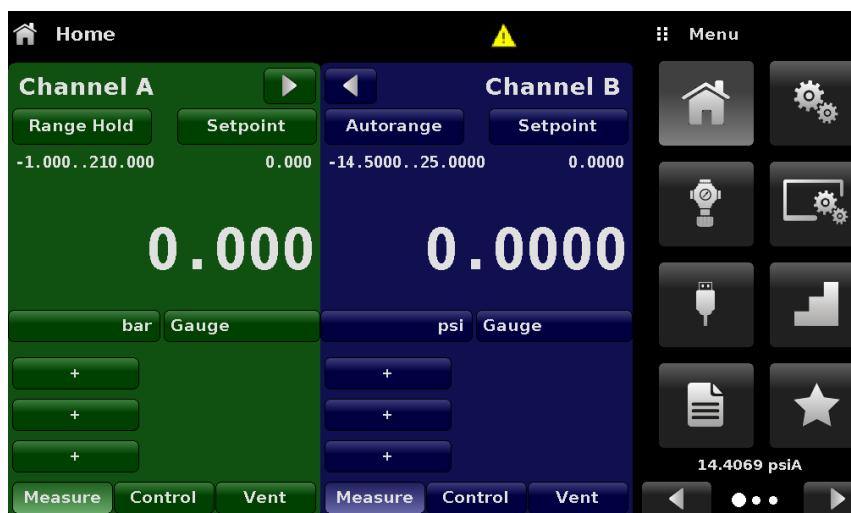 Home
Menu
Channel A
Channel B
Range Hold
Setpoint
Autorange
Setpoint
-1.000..210.000
0.000
-14.5000..25.0000
0.0000
0.000
0.0000
bar
Gauge
psi
Gauge
+
+
+
+
+
+
14.4069 psiA
Measure
Control
Vent
Measure
Control
Vent